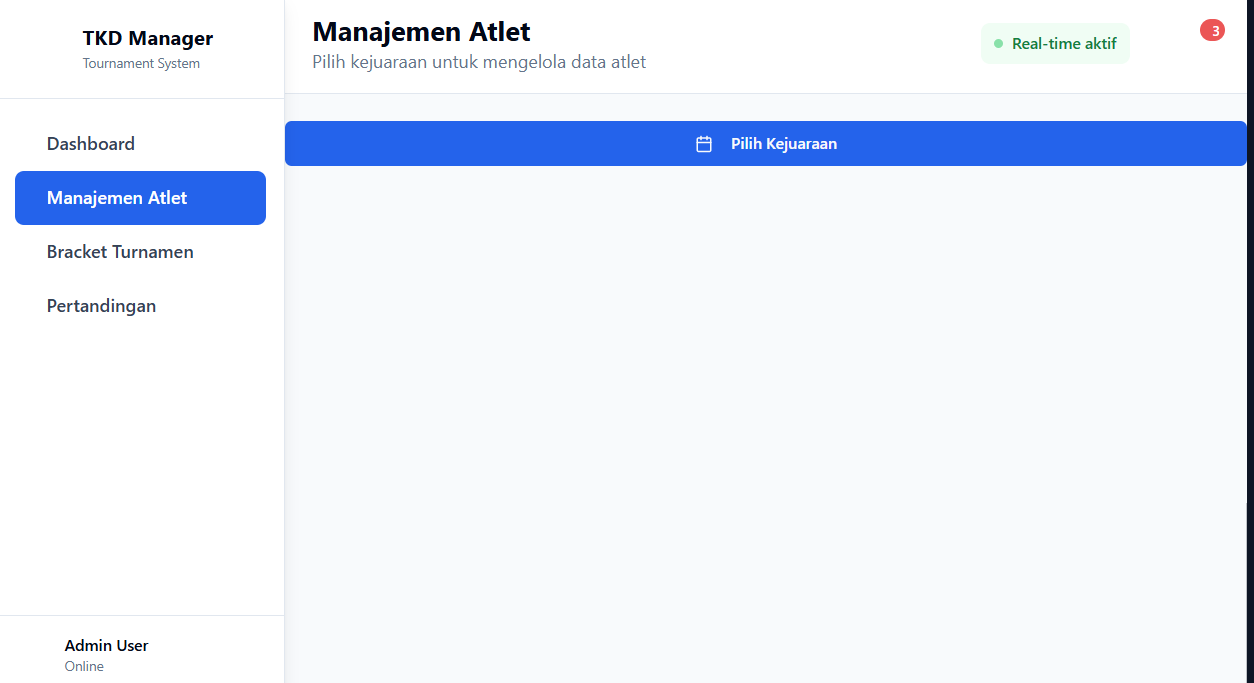 TKD Manager
Tournament System
Dashboard
Manajemen Atlet
Bracket Turnamen
Pertandingan
Admin User
Online
Manajemen Atlet
Pilih kejuaraan untuk mengelola data atlet
Real-time aktif
3
Pilih Kejuaraan